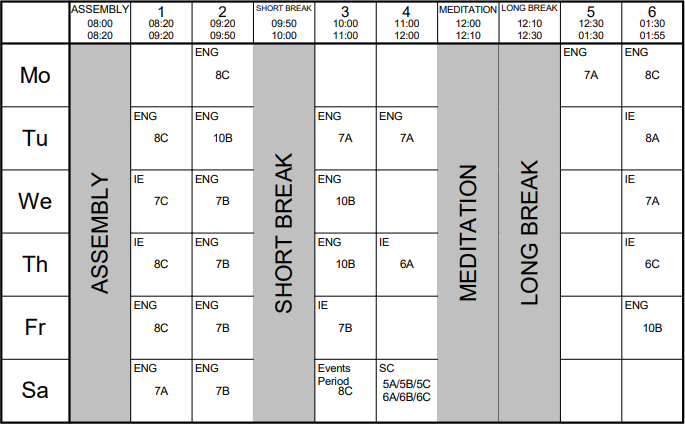 ASSEMBLY 1 2 SHORT BREAK 3 4 MEDITATION LONG BREAK 5 6
08:00 08:20 09:20 09:50 10:00 11:00 12:00 12:10 12:30 01:30
08:20 09:20 09:50 10:00 11:00 12:00 12:10 12:30 01:30 01:55
Mo
ENG ENG ENG
8C 7A 8C
Tu
ENG ENG ENG ENG IE
8C 10B 7A 7A 8A
We
IE ENG ENG IE
7C 7B 10B 7A
Th
IE ENG ENG IE IE
8C 7B 10B 6A 6C
Fr
ENG ENG IE ENG
8C 7B 7B 10B
Sa
ENG ENG Events Period SC
7A 7B 8C 5A/5B/5C
6A/6B/6C
ASSEMBLY
SHORT BREAK
MEDITATION
LONG BREAK